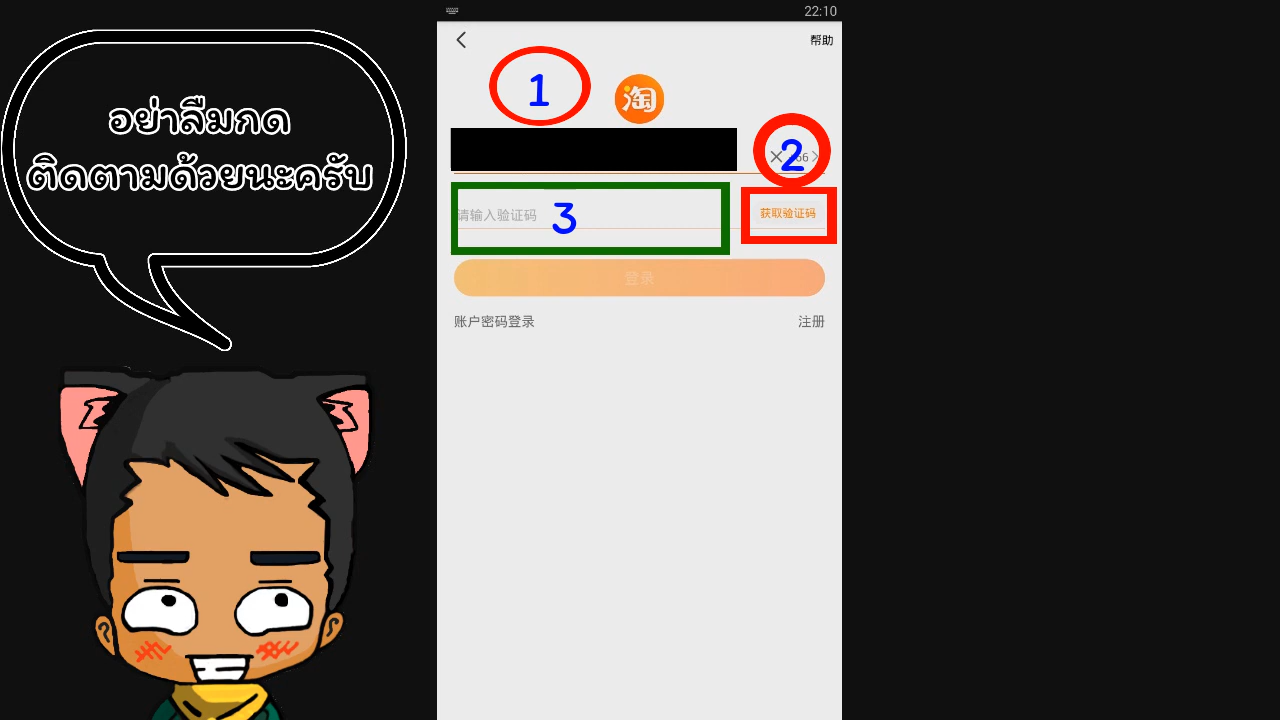 อย่าลืมกด
ติดตามด้วยนะครับ
22:10
帮助
1
淘
2
66
请输入验证码
3
获取验证码
登录
账户密码登录
注册